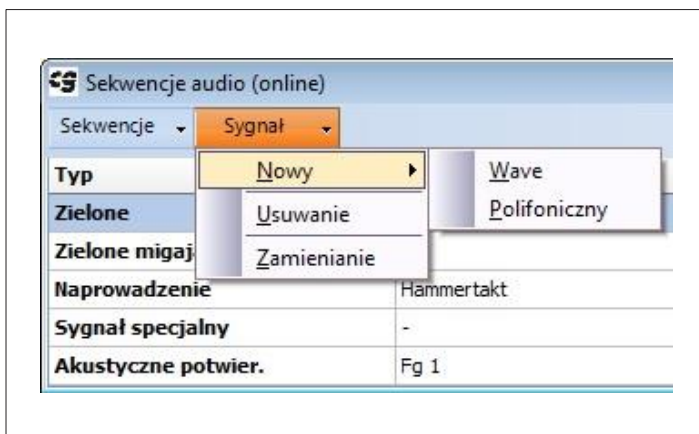 Sekwencje audio (online)
Sekwencje Sygnał
Typ
Nowy
Wave
Zielone
Usuwanie
Polifoniczny
Zielone migaj
Zamienianie
Naprowadzenie Hammertakt
Sygnał specjalny -
Akustyczne potwier. Fg 1